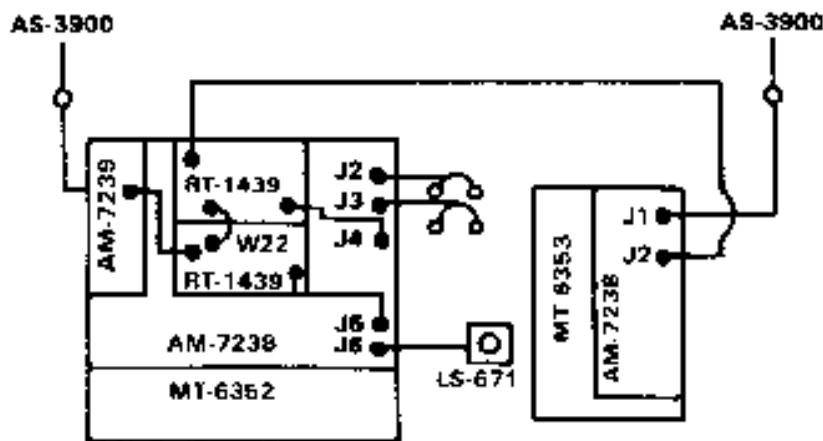 AS-3900
AS-3900
AM-7239
RT-1439
J2
J3
W22
J4
RT-1439
J5
J6
AM-7239
LS-671
MT-6352
MT 6353
AM-7238
J1
J2